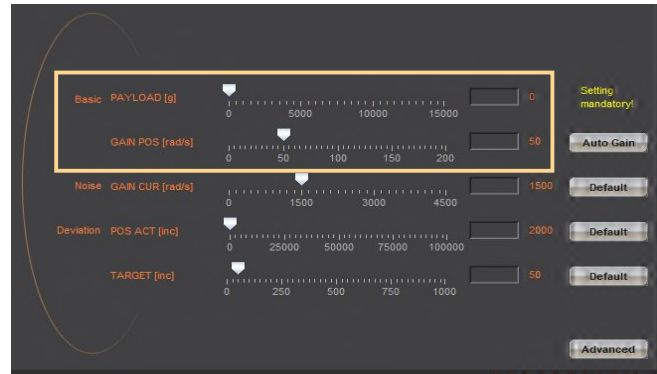 Basic PAYLOAD [g] 0 5000 10000 15000 0 Setting mandatory!
GAIN POS [rad/s] 0 50 100 150 200 50 Auto Gain
Noise GAIN CUR [rad/s] 0 1500 3000 4500 1500 Default
Deviation POS ACT [inc] 0 25000 50000 75000 100000 2000 Default
TARGET [inc] 0 250 500 750 1000 50 Default
Advanced